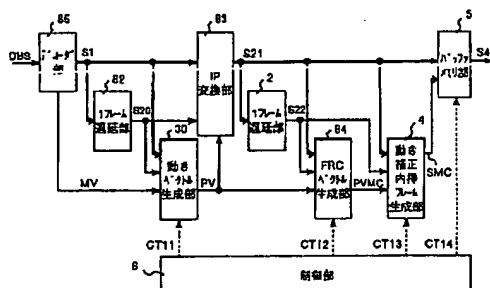 85
デコーダ部
DBS
S1
82
1フレーム遅延部
S20
83
IP変換部
S21
2
1フレーム遅延部
S22
5
バッファメモリ部
S4
30
動きベクトル生成部
MV
PV
84
FRCベクトル生成部
PVMC
4
動き補正内挿フレーム生成部
SMC
CT11
CT12
CT13
CT14
6
制御部